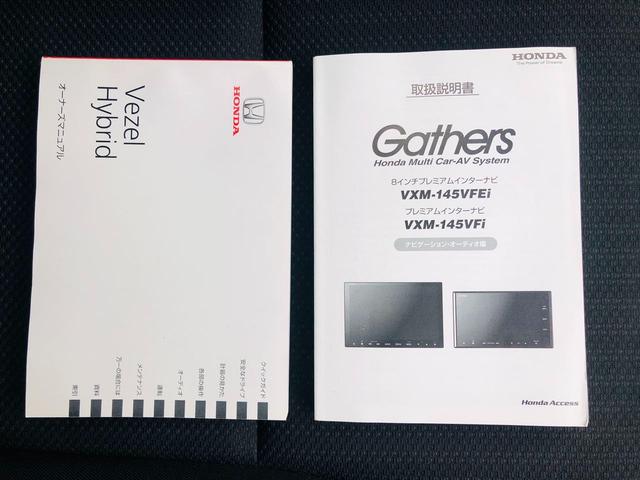 HONDA
Vezel
Hybrid
オーナーズマニュアル
クイックガイド
安全なドライブ
計器の見かた
各部の操作
オーディオ
運転
メンテナンス
万一の場合には
資料
索引
HONDA
The Power of Dreams
取扱説明書
Gathers
Honda Multi Car-AV System
8インチプレミアムインターナビ
VXM-145VFEi
プレミアムインターナビ
VXM-145VFi
ナビゲーション・オーディオ編
Honda Access